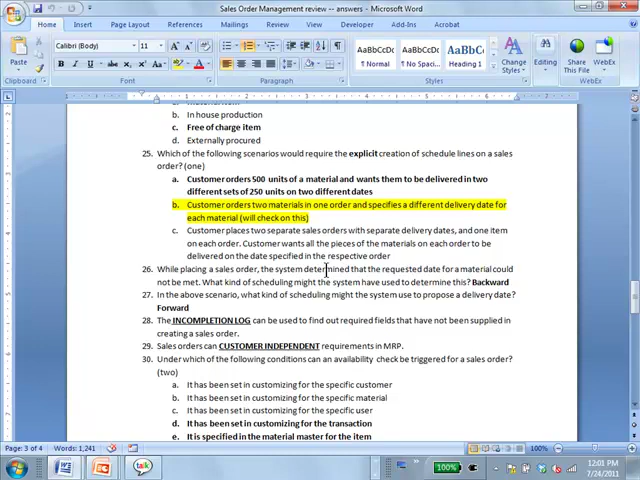 Sales Order Management review -- answers - Microsoft Word
Home Insert Page Layout References Mailings Review View Developer Add-Ins Acrobat
Calibri (Body) 11
Paste
AaBbCcDc AaBbCcDc AaBbCc
¶ Normal ¶ No Spaci... Heading 1
Change Styles
Editing
Share This File
WebEx
Clipboard Font Paragraph Styles WebEx
b. In house production
c. Free of charge item
d. Externally procured
25. Which of the following scenarios would require the explicit creation of schedule lines on a sales
order? (one)
a. Customer orders 500 units of a material and wants them to be delivered in two
different sets of 250 units on two different dates
b. Customer orders two materials in one order and specifies a different delivery date for
each material (will check on this)
c. Customer places two separate sales orders with separate delivery dates, and one item
on each order. Customer wants all the pieces of the materials on each order to be
delivered on the date specified in the respective order
26. While placing a sales order, the system determined that the requested date for a material could
not be met. What kind of scheduling might the system have used to determine this? Backward
27. In the above scenario, what kind of scheduling might the system use to propose a delivery date?
Forward
28. The INCOMPLETION LOG can be used to find out required fields that have not been supplied in
creating a sales order.
29. Sales orders can CUSTOMER INDEPENDENT requirements in MRP.
30. Under which of the following conditions can an availability check be triggered for a sales order?
(two)
a. It has been set in customizing for the specific customer
b. It has been set in customizing for the specific material
c. It has been set in customizing for the specific user
d. It has been set in customizing for the transaction
e. It is specified in the material master for the item
Page: 3 of 4 Words: 1,241 100%
talk
100%
12:01 PM
7/24/2011